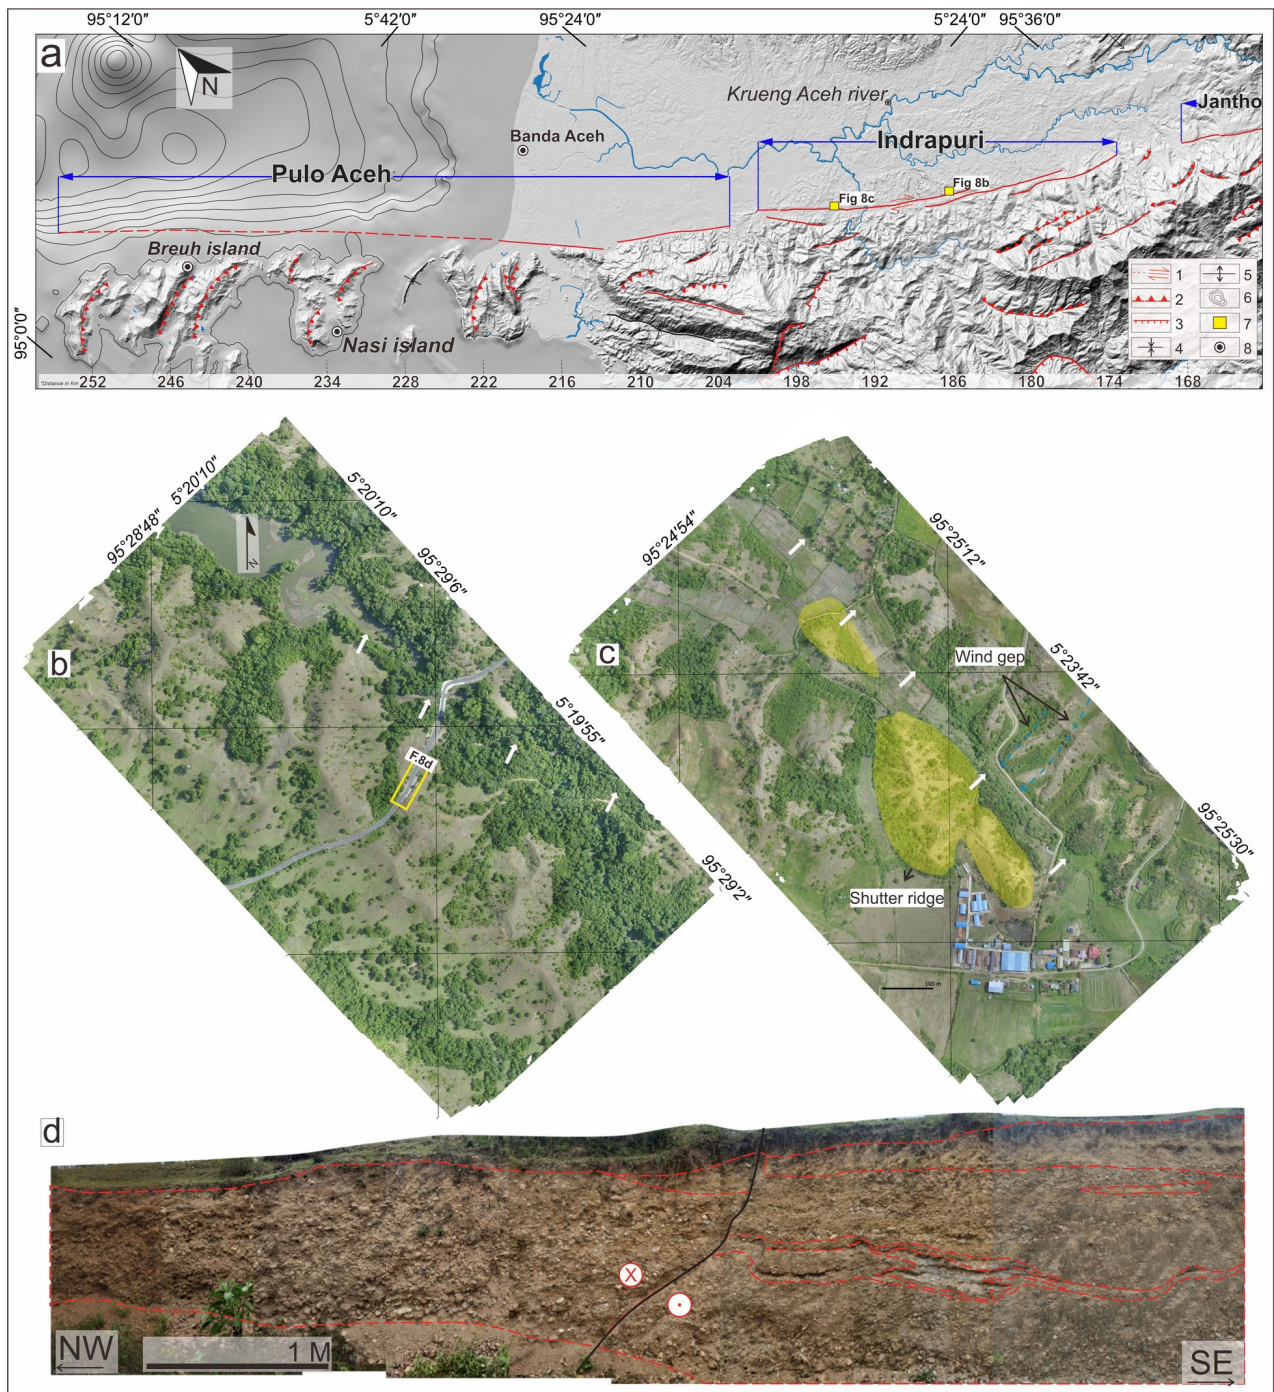 95°12'0"
5°42'0"
95°24'0"
5°24'0"
95°36'0"
a
N
Krueng Aceh river
Jantho
Banda Aceh
Indrapuri
Pulo Aceh
Fig 8b
Fig 8c
Breuh island
1
5
2
6
3
7
4
8
95°0'0"
Nasi island
*Distance in Km
252
246
240
234
228
222
216
210
204
198
192
186
180
174
168
b
95°28'48"
5°20'10"
5°20'10"
95°29'6"
N
F.8d
5°19'55"
95°29'2"
c
95°24'54"
95°25'12"
Wind gep
5°23'42"
95°25'30"
Shutter ridge
100 m
d
X
NW
1 M
SE